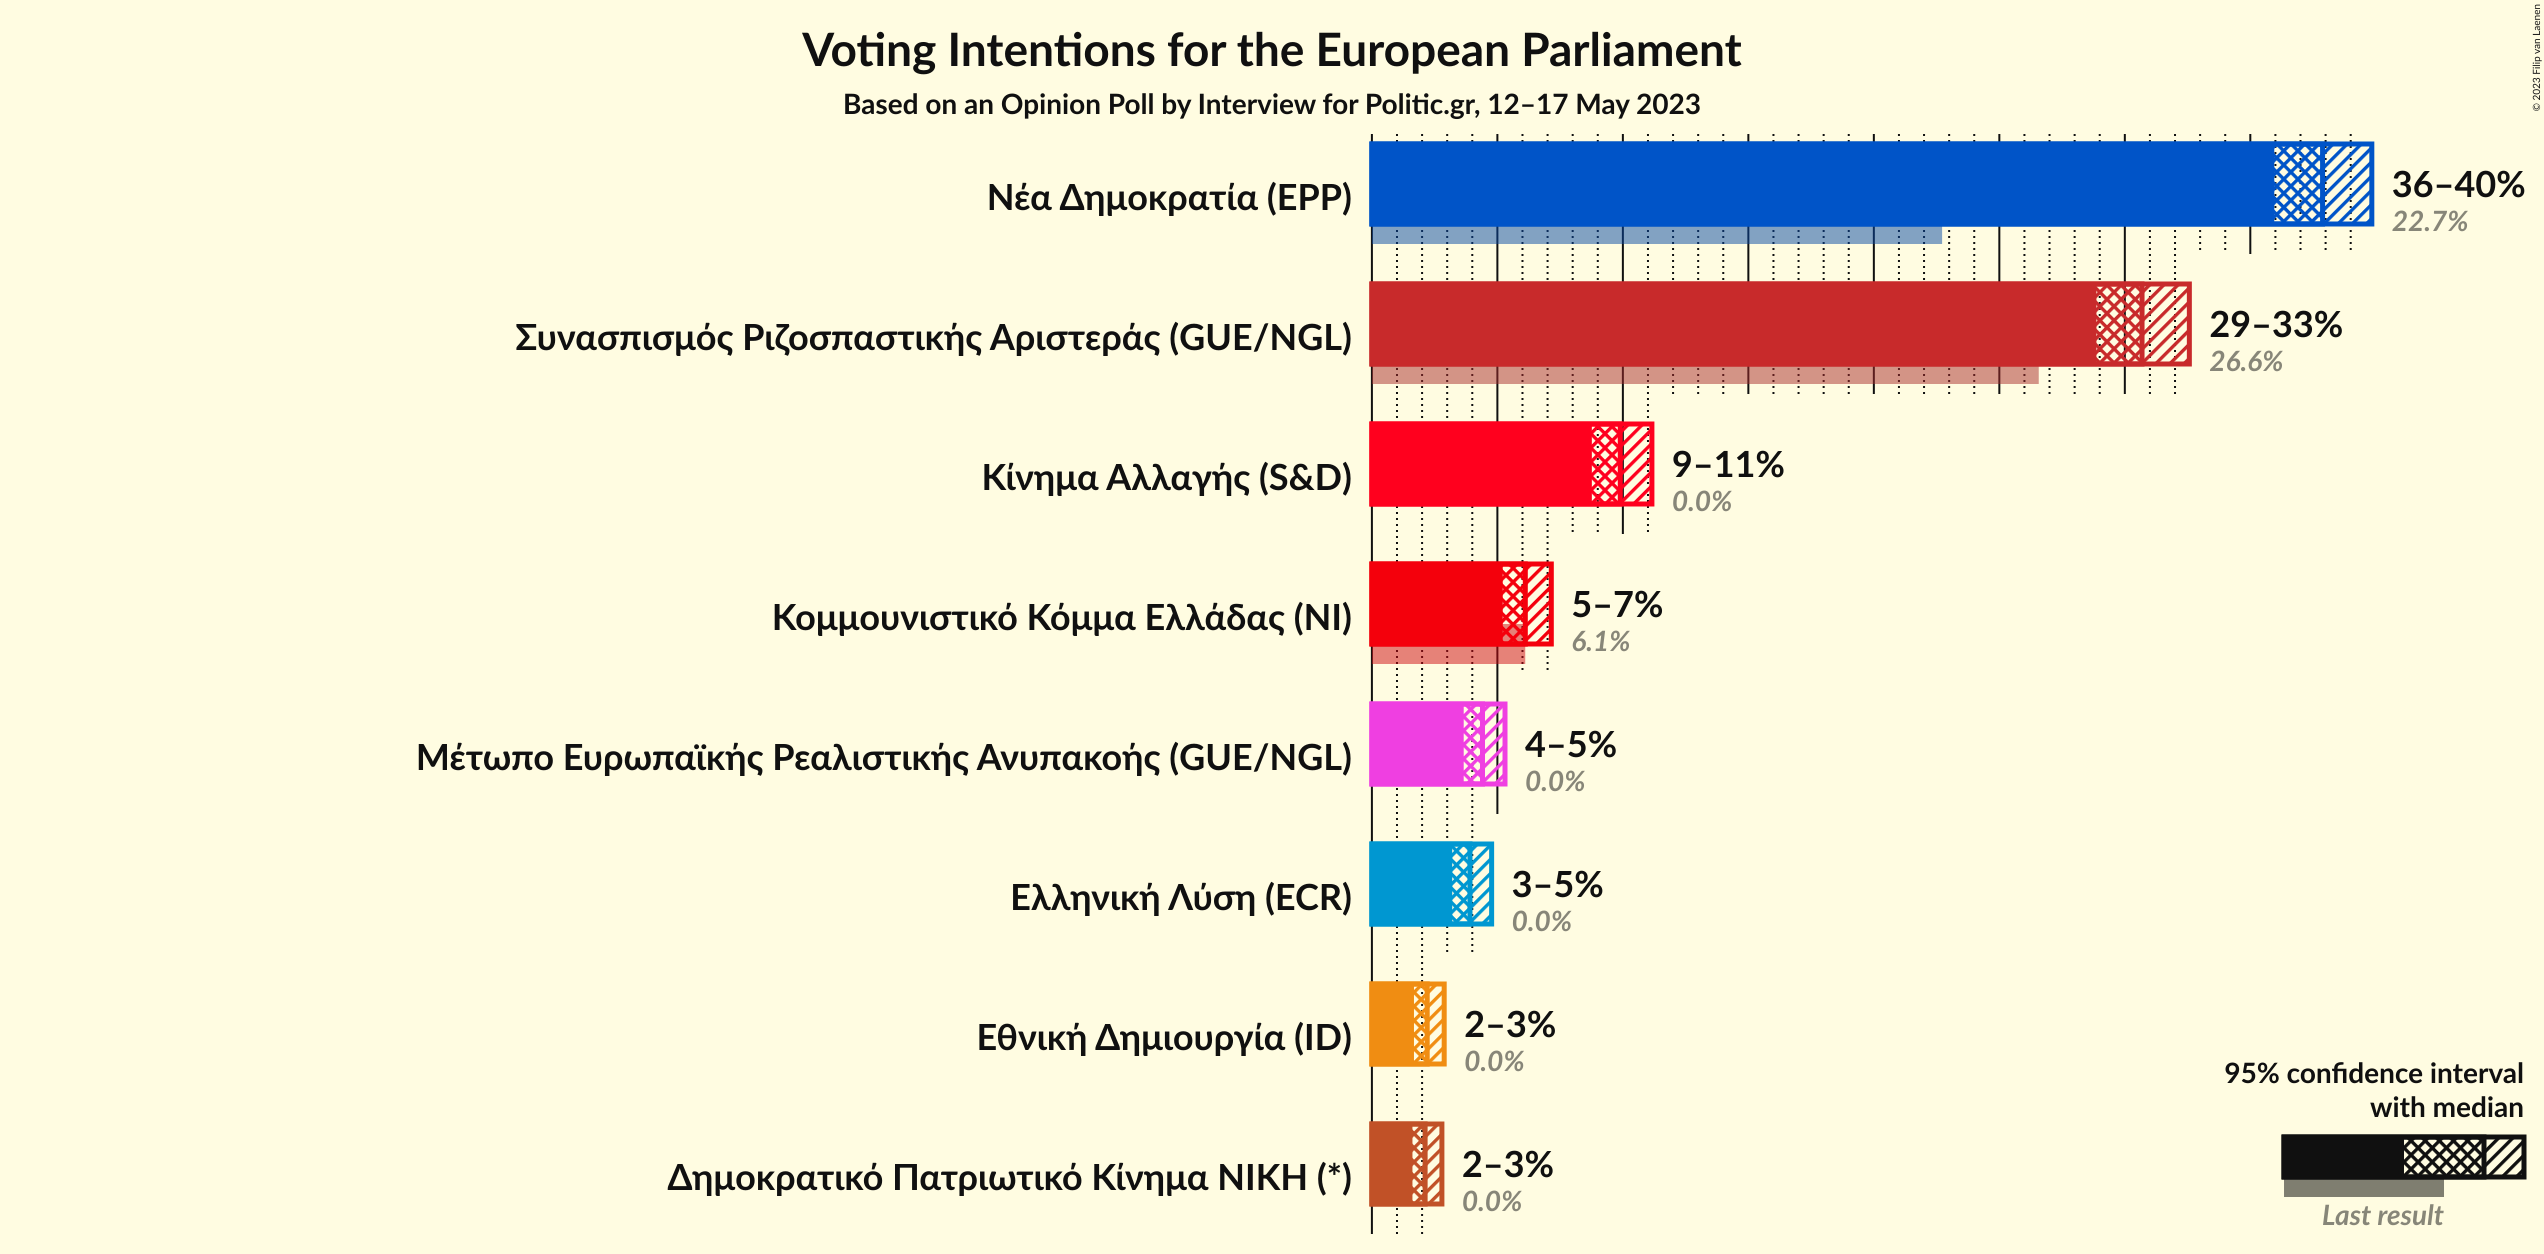 Voting Intentions for the European Parliament
Based on an Opinion Poll by Interview for Politic.gr, 12–17 May 2023
© 2023 Filip van Laenen
Νέα Δημοκρατία (EPP)
36–40%
22.7%
Συνασπισμός Ριζοσπαστικής Αριστεράς (GUE/NGL)
29–33%
26.6%
Κίνημα Αλλαγής (S&D)
9–11%
0.0%
Κομμουνιστικό Κόμμα Ελλάδας (NI)
5–7%
6.1%
Μέτωπο Ευρωπαϊκής Ρεαλιστικής Ανυπακοής (GUE/NGL)
4–5%
0.0%
Ελληνική Λύση (ECR)
3–5%
0.0%
Εθνική Δημιουργία (ID)
2–3%
0.0%
Δημοκρατικό Πατριωτικό Κίνημα ΝΙΚΗ (*)
2–3%
0.0%
95% confidence interval
with median
Last result